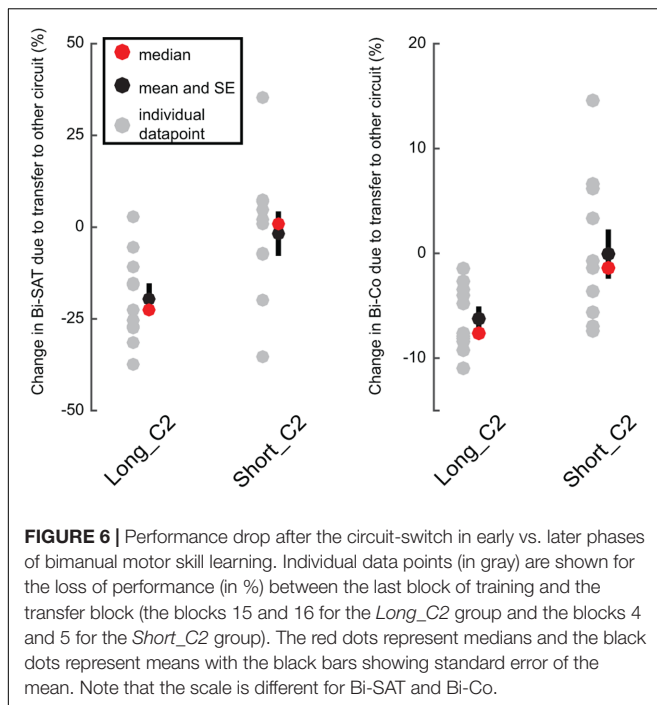 50
25
0
-25
-50
Change in Bi-SAT due to transfer to other circuit (%)
median
mean and SE
individual
datapoint
Long_C2
Short_C2
20
10
0
-10
Change in Bi-Co due to transfer to other circuit (%)
Long_C2
Short_C2
FIGURE 6 | Performance drop after the circuit-switch in early vs. later phases
of bimanual motor skill learning. Individual data points (in gray) are shown for
the loss of performance (in %) between the last block of training and the
transfer block (the blocks 15 and 16 for the Long_C2 group and the blocks 4
and 5 for the Short_C2 group). The red dots represent medians and the black
dots represent means with the black bars showing standard error of the
mean. Note that the scale is different for Bi-SAT and Bi-Co.